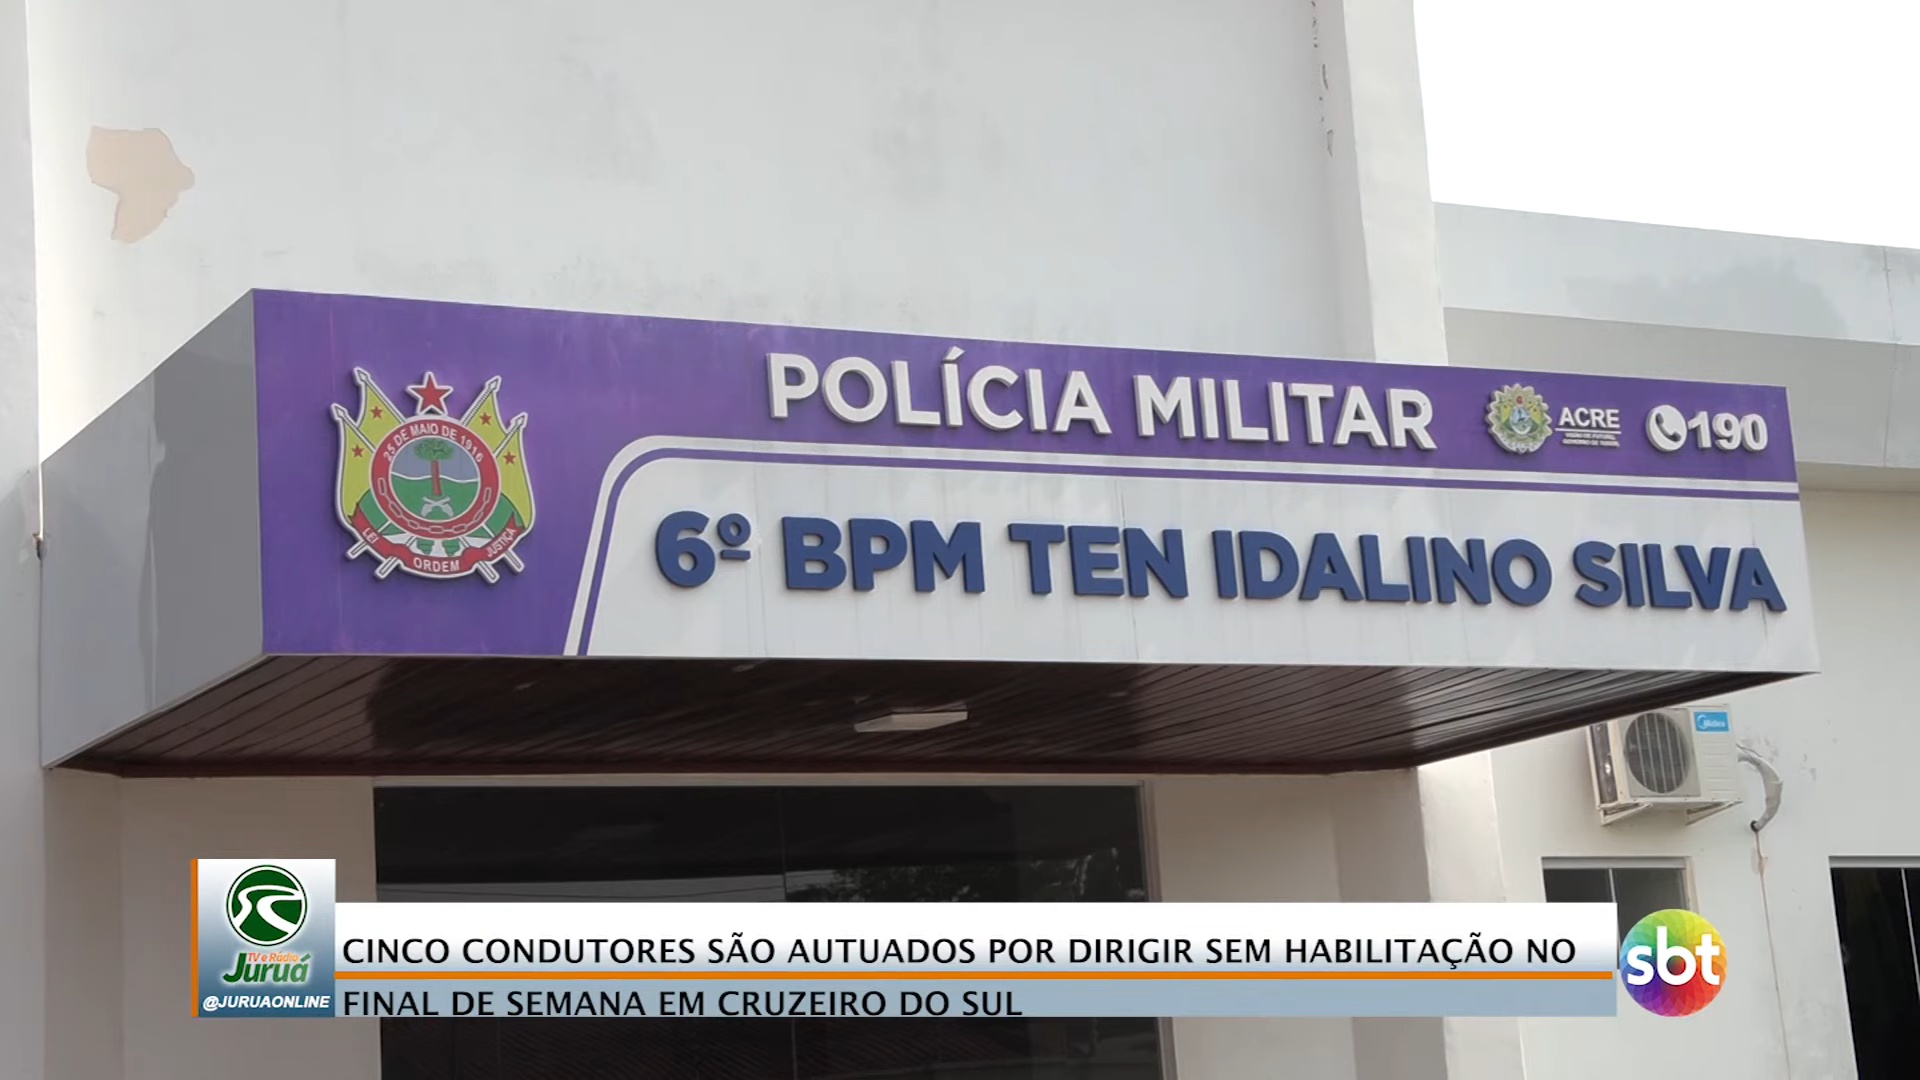 POLÍCIA MILITAR
ACRE
190
25 DE MAIO DE 1916
LEI
ORDEM
JUSTIÇA
6º BPM TEN IDALINO SILVA
Midea
TV e Rádio
Juruá
@JURUAONLINE
CINCO CONDUTORES SÃO AUTUADOS POR DIRIGIR SEM HABILITAÇÃO NO
FINAL DE SEMANA EM CRUZEIRO DO SUL
sbt